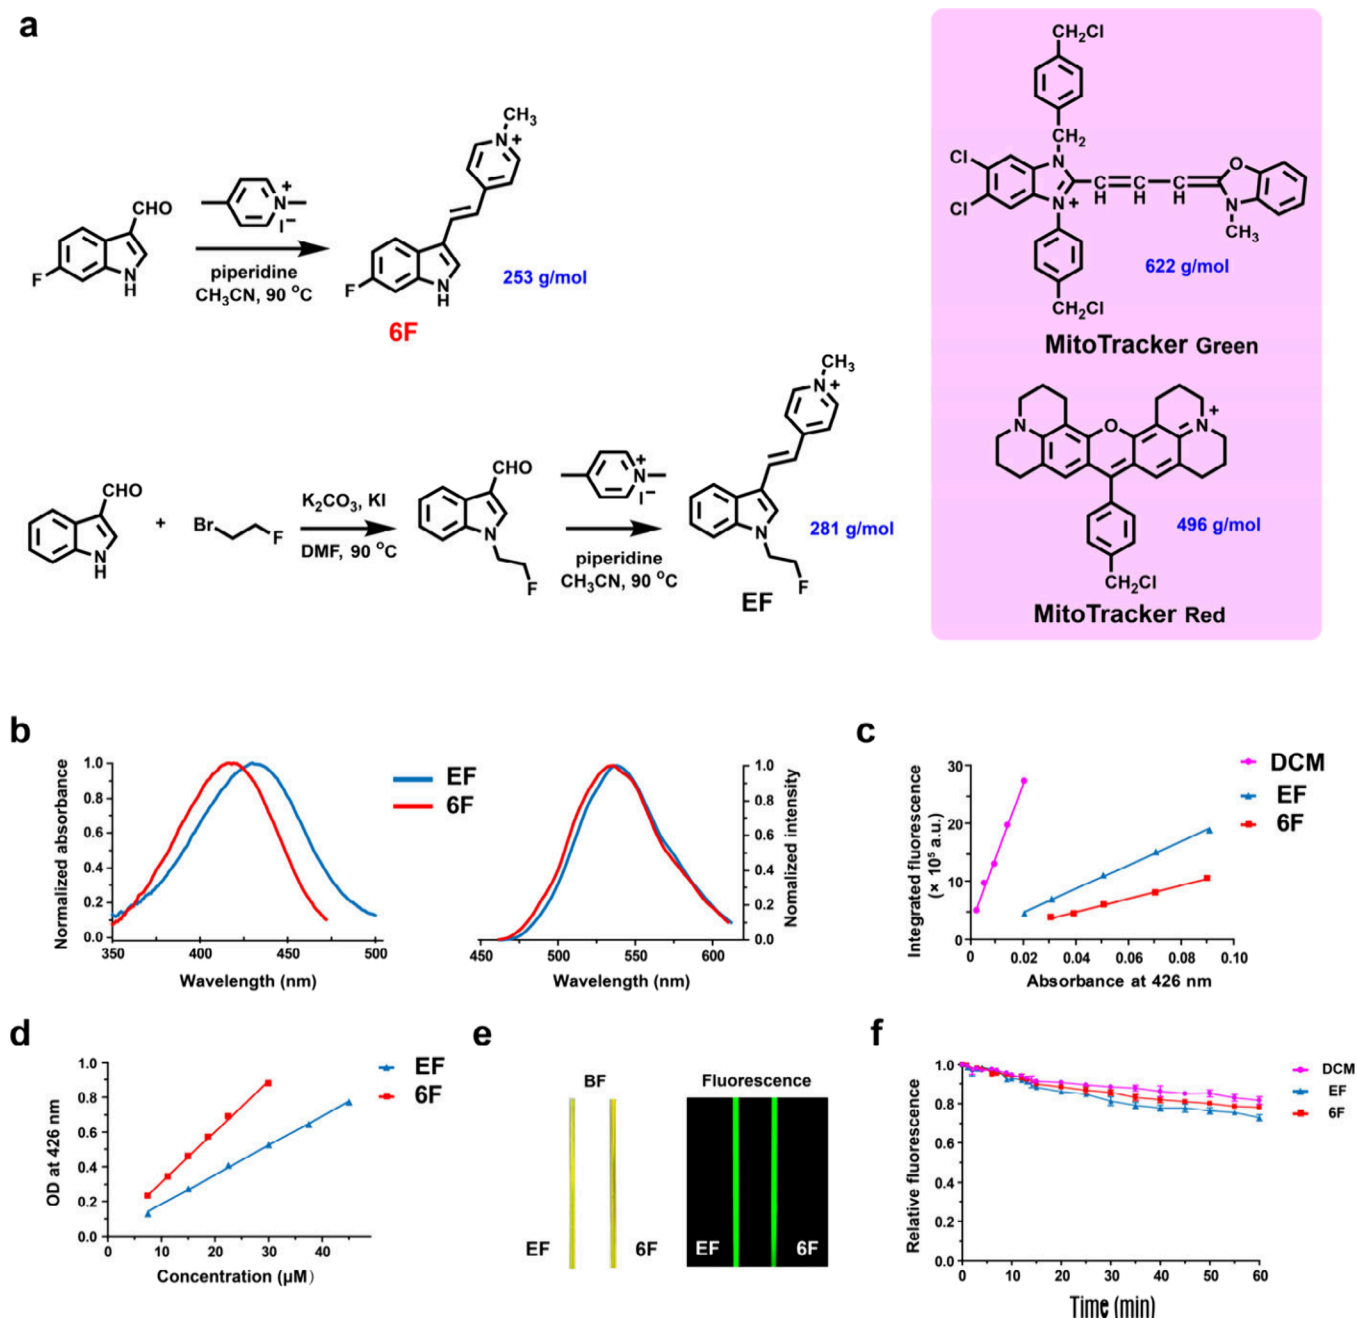 a
CHO
F
N
H
N
+
I−
piperidine
CH3CN, 90 oC
CH3
N
+
F
N
H
253 g/mol
6F
CH2Cl
CH2
Cl
Cl
N
N
+
C
H
C
H
C
H
O
N
CH3
622 g/mol
CH2Cl
MitoTracker Green
N
O
N
+
496 g/mol
CH2Cl
MitoTracker Red
CHO
N
H
+
Br
F
K2CO3, KI
DMF, 90 oC
CHO
N
F
N
+
I−
piperidine
CH3CN, 90 oC
CH3
N
+
N
F
281 g/mol
EF
b
Normalized absorbance
1.0
0.8
0.6
0.4
0.2
0.0
350
400
450
500
Wavelength (nm)
EF
6F
450
500
550
600
Wavelength (nm)
1.0
0.8
0.6
0.4
0.2
0.0
Nomalized intensity
c
Integrated fluorescence
(× 10⁵ a.u.)
30
20
10
0
0
0.02
0.04
0.06
0.08
0.10
Absorbance at 426 nm
DCM
EF
6F
d
OD at 426 nm
1.0
0.8
0.6
0.4
0.2
0.0
0
10
20
30
40
Concentration (μM)
EF
6F
e
BF
EF
6F
Fluorescence
EF
6F
f
Relative fluorescence
1.0
0.8
0.6
0.4
0.2
0.0
0
10
20
30
40
50
60
Time (min)
DCM
EF
6F